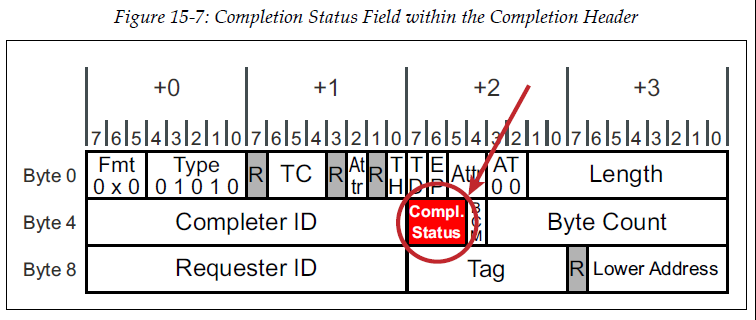 Figure 15-7: Completion Status Field within the Completion Header
+0 +1 +2 +3
7 6 5 4 3 2 1 0 7 6 5 4 3 2 1 0 7 6 5 4 3 2 1 0 7 6 5 4 3 2 1 0
Byte 0 Fmt 0 x 0 Type 0 1 0 1 0 R TC R At tr R T H T D E P Attr AT 0 0 Length
Byte 4 Completer ID Compl. Status B C M Byte Count
Byte 8 Requester ID Tag R Lower Address